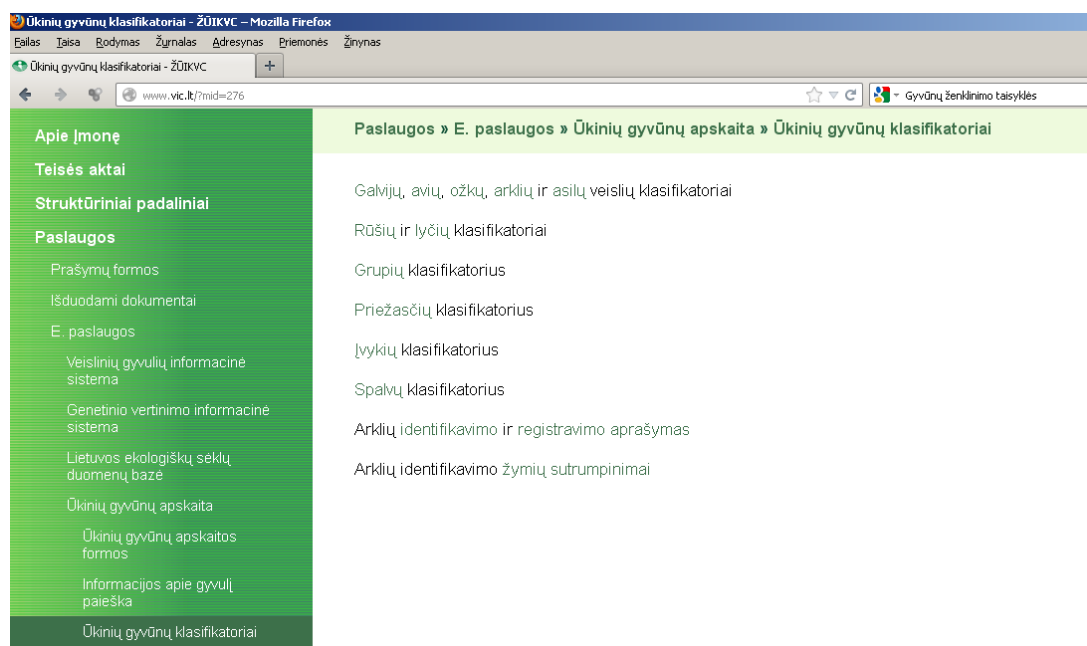 Ūkinių gyvūnų klasifikatoriai - ŽŪIKVC – Mozilla Firefox
Failas Taisa Rodymas Žurnalas Adresynas Priemonės Žinynas
Ūkinių gyvūnų klasifikatoriai - ŽŪIKVC +
www.vic.lt/?mid=276 Gyvūnų ženklinimo taisyklės
Apie Įmonę
Teisės aktai
Struktūriniai padaliniai
Paslaugos
Prašymų formos
Išduodami dokumentai
E. paslaugos
Veislinių gyvulių informacinė
sistema
Genetinio vertinimo informacinė
sistema
Lietuvos ekologiškų sėklų
duomenų bazė
Ūkinių gyvūnų apskaita
Ūkinių gyvūnų apskaitos
formos
Informacijos apie gyvulį
paieška
Ūkinių gyvūnų klasifikatoriai
Paslaugos » E. paslaugos » Ūkinių gyvūnų apskaita » Ūkinių gyvūnų klasifikatoriai
Galvijų, avių, ožkų, arklių ir asilų veislių klasifikatoriai
Rūšių ir lyčių klasifikatoriai
Grupių klasifikatorius
Priežasčių klasifikatorius
Įvykių klasifikatorius
Spalvų klasifikatorius
Arklių identifikavimo ir registravimo aprašymas
Arklių identifikavimo žymių sutrumpinimai